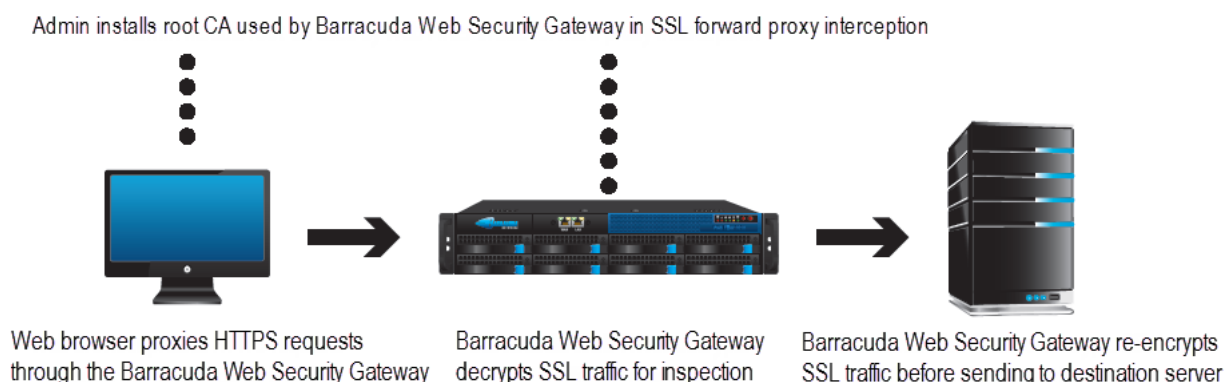 Admin installs root CA used by Barracuda Web Security Gateway in SSL forward proxy interception
Web browser proxies HTTPS requests
through the Barracuda Web Security Gateway
Barracuda Web Security Gateway
decrypts SSL traffic for inspection
Barracuda Web Security Gateway re-encrypts
SSL traffic before sending to destination server